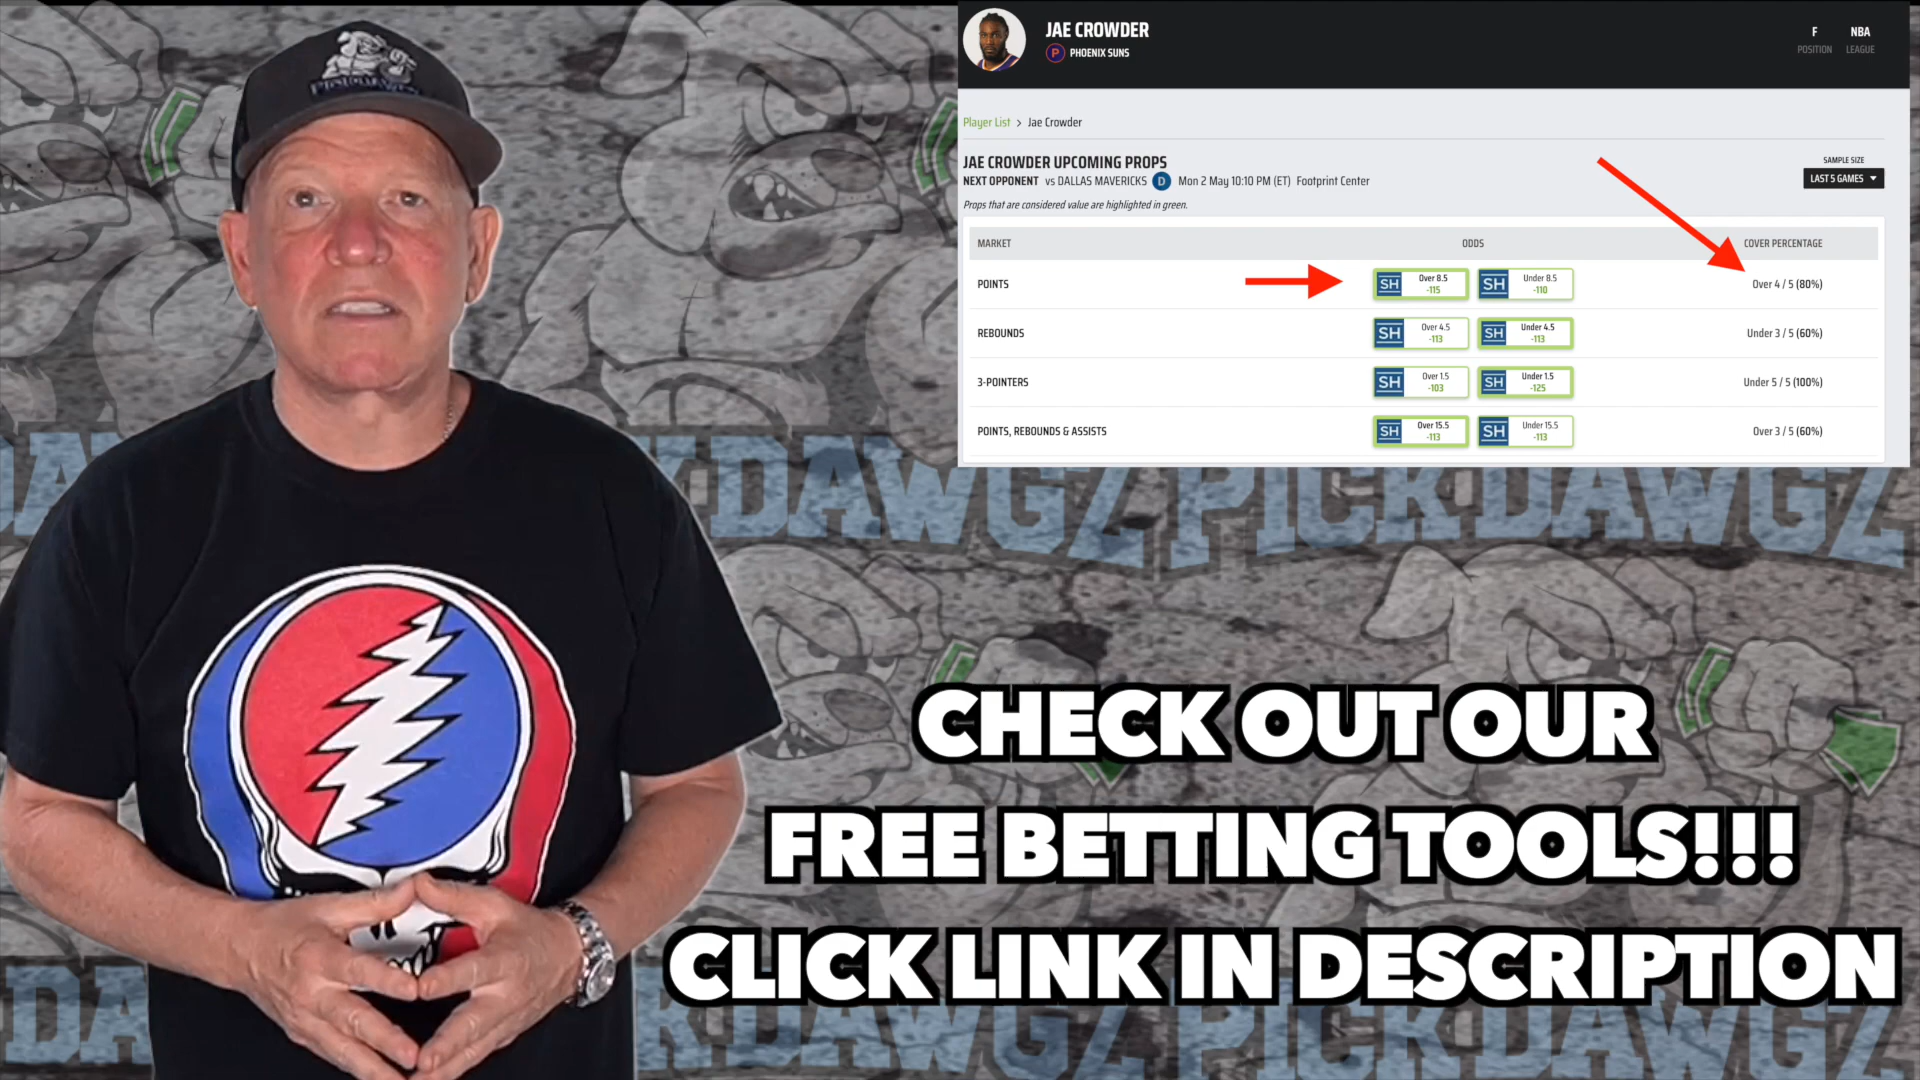 JAE CROWDER
P PHOENIX SUNS
F NBA
POSITION LEAGUE
Player List > Jae Crowder
JAE CROWDER UPCOMING PROPS
NEXT OPPONENT vs DALLAS MAVERICKS D Mon 2 May 10:10 PM (ET) Footprint Center
Props that are considered value are highlighted in green.
SAMPLE SIZE
LAST 5 GAMES
MARKET ODDS COVER PERCENTAGE
POINTS SH Over 8.5 -115 SH Under 8.5 -110 Over 4 / 5 (80%)
REBOUNDS SH Over 4.5 -113 SH Under 4.5 -113 Under 3 / 5 (60%)
3-POINTERS SH Over 1.5 -103 SH Under 1.5 -125 Under 5 / 5 (100%)
POINTS, REBOUNDS & ASSISTS SH Over 15.5 -113 SH Under 15.5 -113 Over 3 / 5 (60%)
PICKDAWGZ PICKDAWGZ
CHECK OUT OUR
FREE BETTING TOOLS!!!
CLICK LINK IN DESCRIPTION
PICKDAWGZ PICKDAWGZ